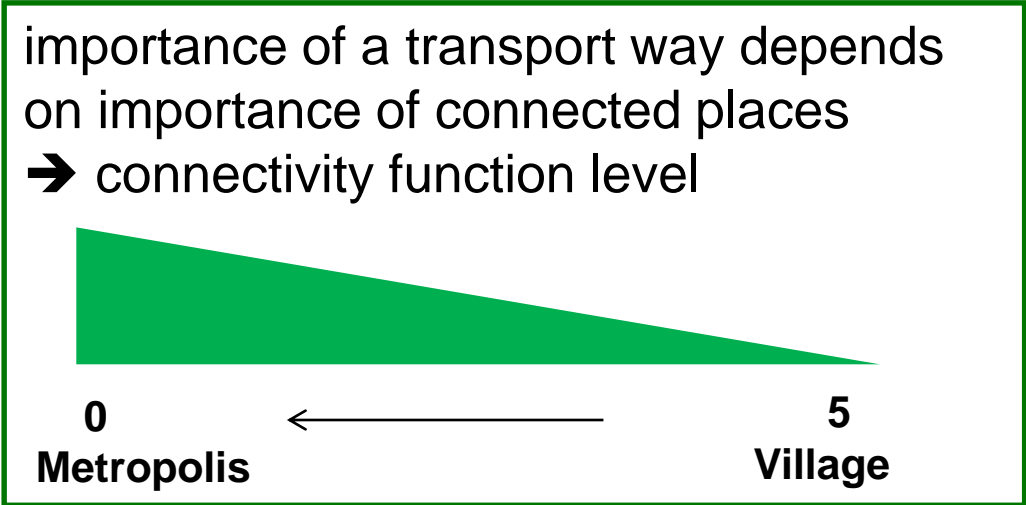 importance of a transport way depends
on importance of connected places
➔ connectivity function level
0 5
Metropolis Village